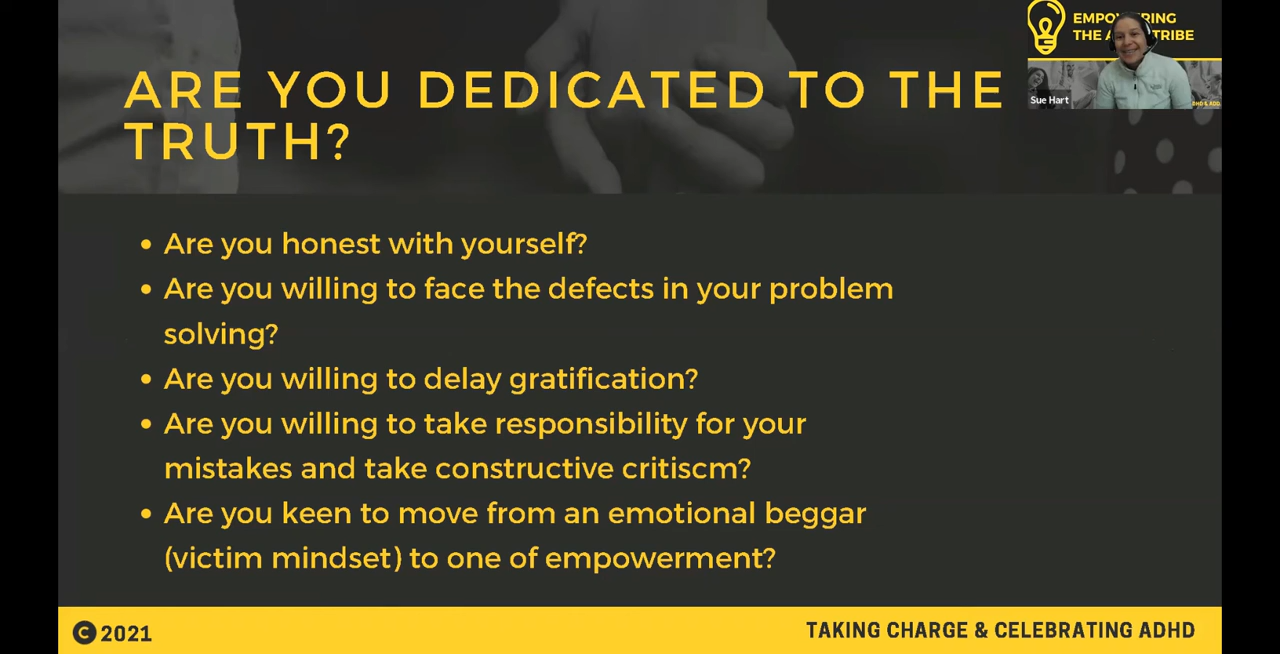 ARE YOU DEDICATED TO THE
TRUTH?
EMPO RING
THE A TRIBE
Sue Hart
DHD & ADD
• Are you honest with yourself?
• Are you willing to face the defects in your problem
solving?
• Are you willing to delay gratification?
• Are you willing to take responsibility for your
mistakes and take constructive critiscm?
• Are you keen to move from an emotional beggar
(victim mindset) to one of empowerment?
© 2021
TAKING CHARGE & CELEBRATING ADHD